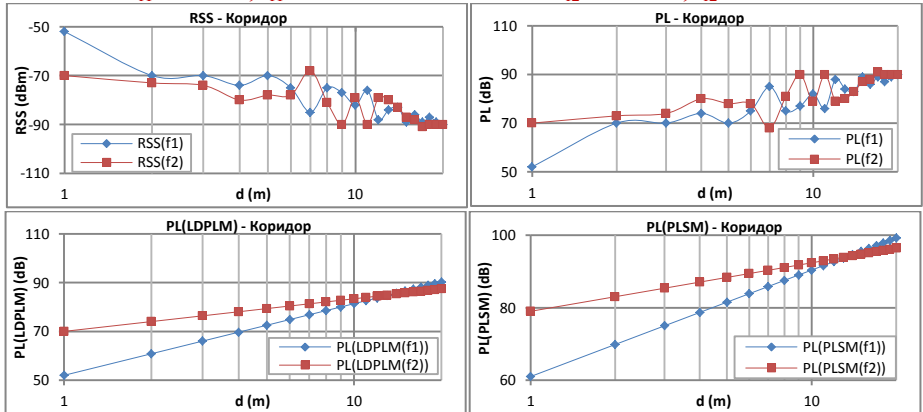 RSS - Коридор
-50
-70
-90
-110
RSS (dBm)
RSS(f1)
RSS(f2)
1
d (m)
10
PL - Коридор
110
90
70
50
PL (dB)
PL(f1)
PL(f2)
1
d (m)
10
PL(LDPLM) - Коридор
110
90
70
50
PL(LDPLM) (dB)
PL(LDPLM(f1))
PL(LDPLM(f2))
1
d (m)
10
PL(PLSM) - Коридор
100
80
60
PL(PLSM) (dB)
PL(PLSM(f1))
PL(PLSM(f2))
1
d (m)
10